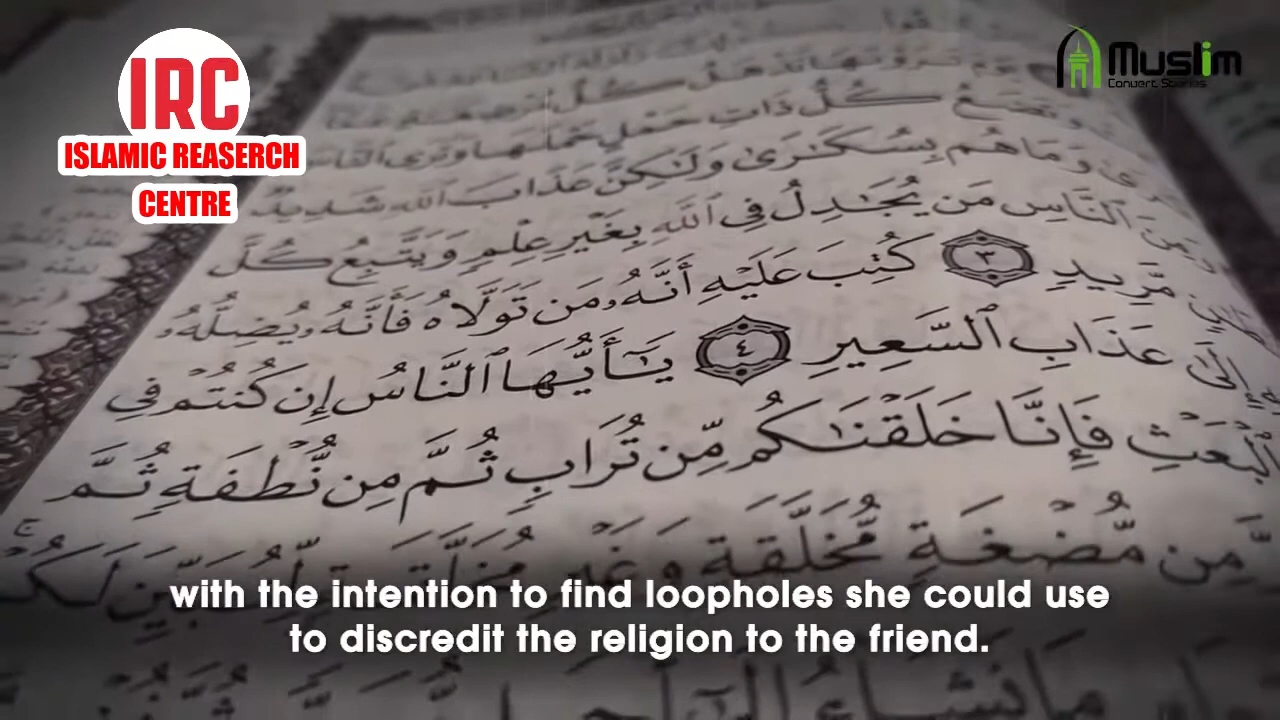 IRC
ISLAMIC REASERCH
CENTRE
Muslim
Convert Stories
كُلُّ ذَاتِ حَمْلٍ حَمْلَهَا وَتَرَى النَّاسَ
وَمَا هُم بِسُكَـٰرَىٰ وَلَـٰكِنَّ عَذَابَ ٱللَّهِ شَدِيدٌ
ٱلنَّاسِ مَن يُجَـٰدِلُ فِى ٱللَّهِ بِغَيْرِ عِلْمٍ وَيَتَّبِعُ كُلَّ
مَّرِيدٍ ٣ كُتِبَ عَلَيْهِ أَنَّهُۥ مَن تَوَلَّاهُ فَأَنَّهُۥ يُضِلُّهُۥ
إِلَىٰ عَذَابِ ٱلسَّعِيرِ ٤ يَـٰٓأَيُّهَا ٱلنَّاسُ إِن كُنتُمْ فِى
ٱلْبَعْثِ فَإِنَّا خَلَقْنَـٰكُم مِّن تُرَابٍ ثُمَّ مِن نُّطْفَةٍ ثُمَّ
مِّن مُّضْغَةٍ مُّخَلَّقَةٍ وَغَيْرِ مُخَلَّقَةٍ لِّنُبَيِّنَ لَكُمْ
with the intention to find loopholes she could use
to discredit the religion to the friend.